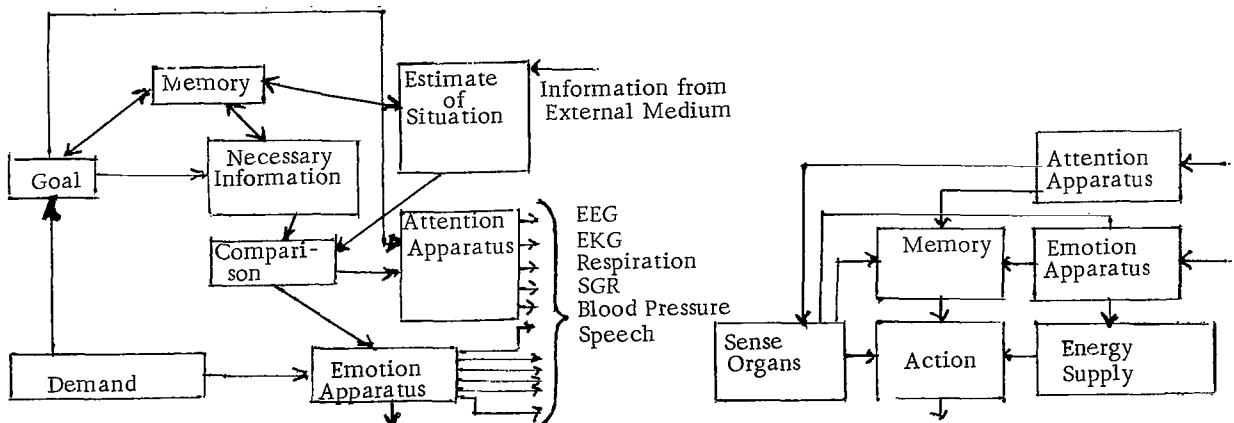 Memory
Estimate
of
Situation
Information from
External Medium
Goal
Necessary
Information
Compari-
son
Attention
Apparatus
EEG
EKG
Respiration
SGR
Blood Pressure
Speech
Demand
Emotion
Apparatus
Attention
Apparatus
Memory
Emotion
Apparatus
Sense
Organs
Action
Energy
Supply